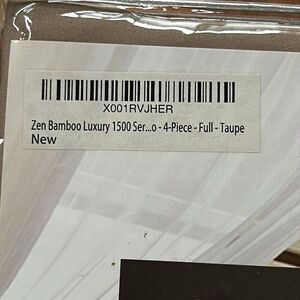 X001RVJHER
Zen Bamboo Luxury 1500 Ser...o - 4-Piece - Full - Taupe
New